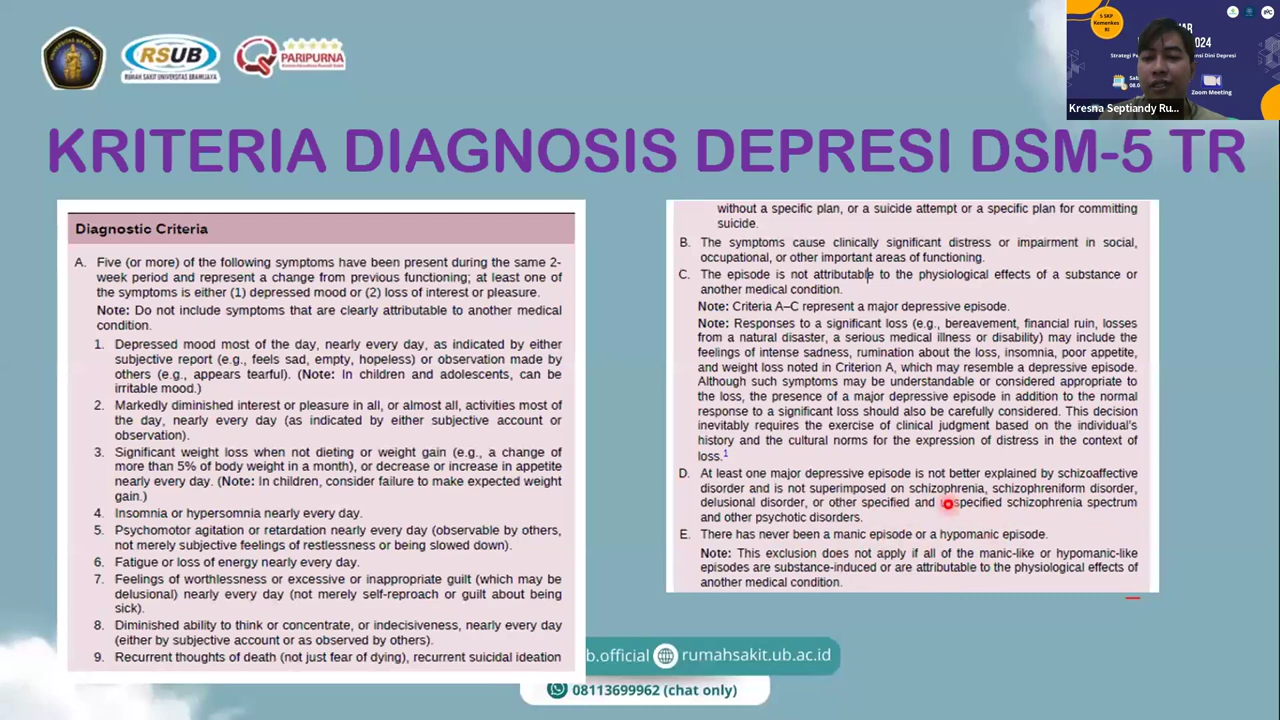 UNIVERSITAS BRAWIJAYA
RSUB
RUMAH SAKIT UNIVERSITAS BRAWIJAYA
PARIPURNA
5 SKP
Kemenkes
RI
2024
Strategi
Depresi
08.0
Zoom Meeting
Kresna Septiandy Ru...
KRITERIA DIAGNOSIS DEPRESI DSM-5 TR
Diagnostic Criteria
A. Five (or more) of the following symptoms have been present during the same 2-
week period and represent a change from previous functioning; at least one of
the symptoms is either (1) depressed mood or (2) loss of interest or pleasure.
Note: Do not include symptoms that are clearly attributable to another medical
condition.
1. Depressed mood most of the day, nearly every day, as indicated by either
subjective report (e.g., feels sad, empty, hopeless) or observation made by
others (e.g., appears tearful). (Note: In children and adolescents, can be
irritable mood.)
2. Markedly diminished interest or pleasure in all, or almost all, activities most of
the day, nearly every day (as indicated by either subjective account or
observation).
3. Significant weight loss when not dieting or weight gain (e.g., a change of
more than 5% of body weight in a month), or decrease or increase in appetite
nearly every day. (Note: In children, consider failure to make expected weight
gain.)
4. Insomnia or hypersomnia nearly every day.
5. Psychomotor agitation or retardation nearly every day (observable by others,
not merely subjective feelings of restlessness or being slowed down).
6. Fatigue or loss of energy nearly every day.
7. Feelings of worthlessness or excessive or inappropriate guilt (which may be
delusional) nearly every day (not merely self-reproach or guilt about being
sick).
8. Diminished ability to think or concentrate, or indecisiveness, nearly every day
(either by subjective account or as observed by others).
9. Recurrent thoughts of death (not just fear of dying), recurrent suicidal ideation
without a specific plan, or a suicide attempt or a specific plan for committing
suicide.
B. The symptoms cause clinically significant distress or impairment in social,
occupational, or other important areas of functioning.
C. The episode is not attributable to the physiological effects of a substance or
another medical condition.
Note: Criteria A–C represent a major depressive episode.
Note: Responses to a significant loss (e.g., bereavement, financial ruin, losses
from a natural disaster, a serious medical illness or disability) may include the
feelings of intense sadness, rumination about the loss, insomnia, poor appetite,
and weight loss noted in Criterion A, which may resemble a depressive episode.
Although such symptoms may be understandable or considered appropriate to
the loss, the presence of a major depressive episode in addition to the normal
response to a significant loss should also be carefully considered. This decision
inevitably requires the exercise of clinical judgment based on the individual's
history and the cultural norms for the expression of distress in the context of
loss.1
D. At least one major depressive episode is not better explained by schizoaffective
disorder and is not superimposed on schizophrenia, schizophreniform disorder,
delusional disorder, or other specified and unspecified schizophrenia spectrum
and other psychotic disorders.
E. There has never been a manic episode or a hypomanic episode.
Note: This exclusion does not apply if all of the manic-like or hypomanic-like
episodes are substance-induced or are attributable to the physiological effects of
another medical condition.
b.official rumahsakit.ub.ac.id
08113699962 (chat only)